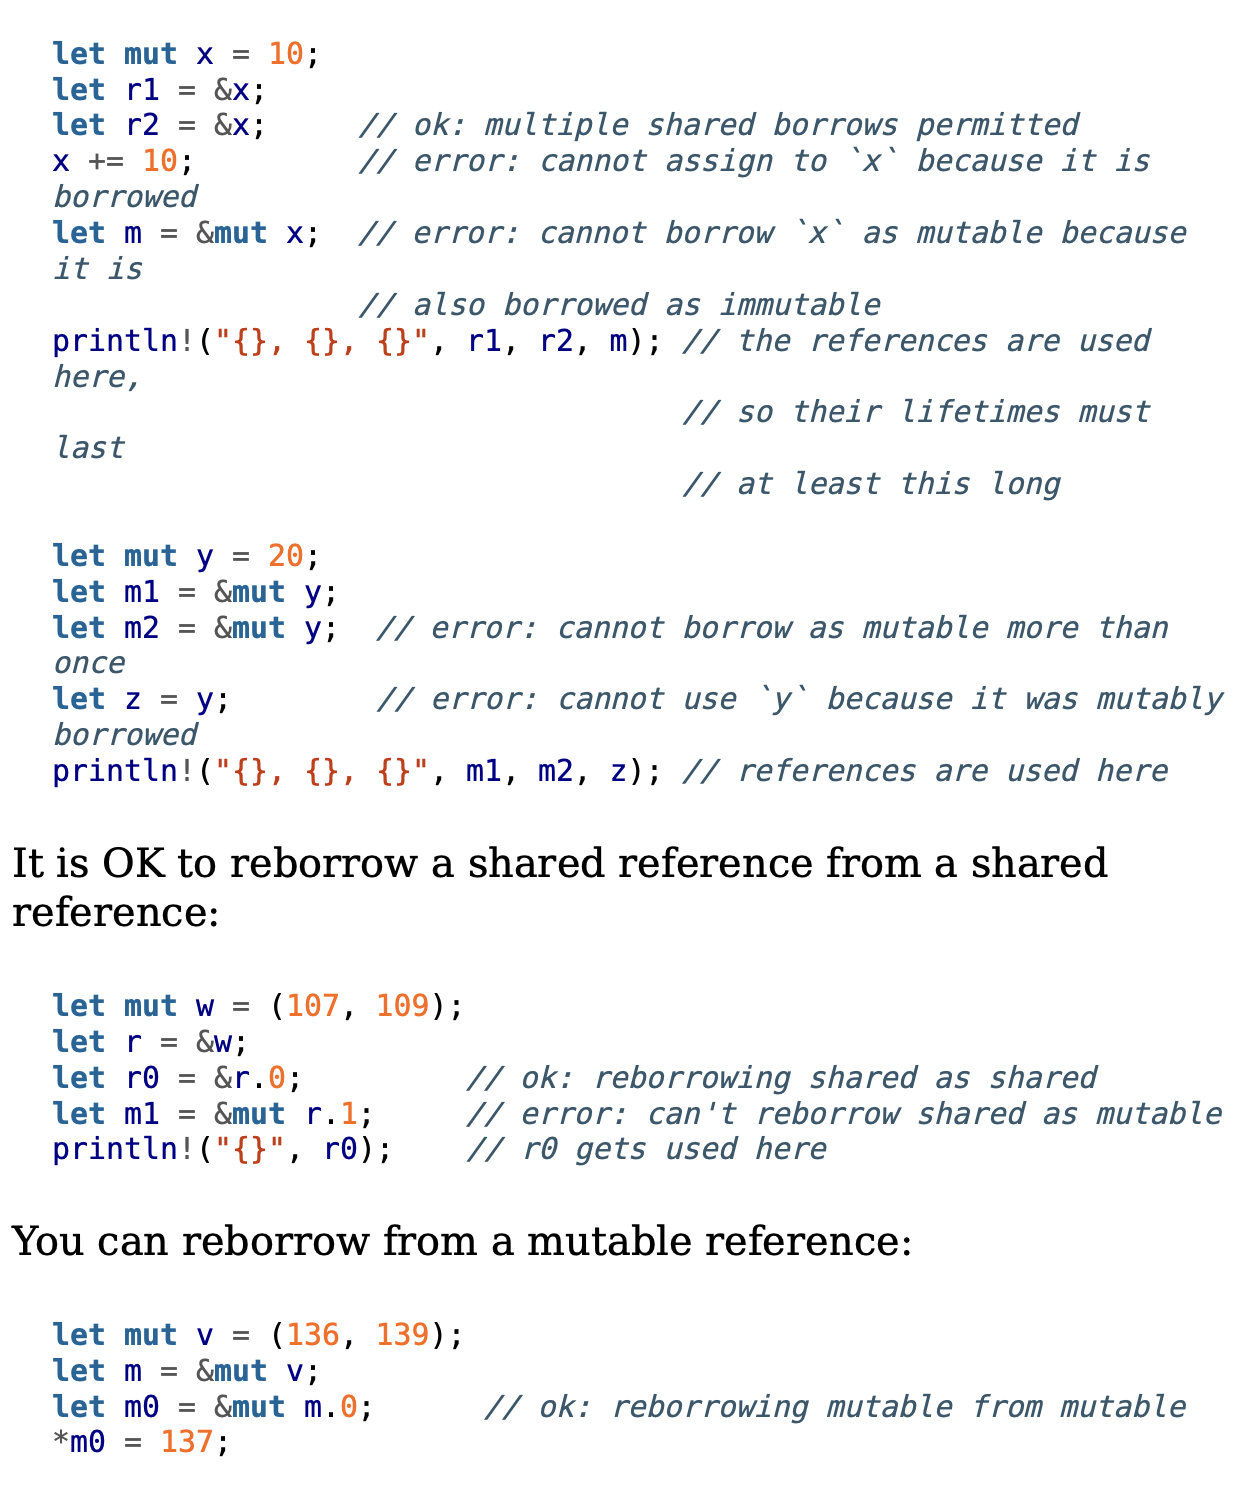 let mut x = 10;
let r1 = &x;
let r2 = &x;     // ok: multiple shared borrows permitted
x += 10;         // error: cannot assign to `x` because it is
borrowed
let m = &mut x;  // error: cannot borrow `x` as mutable because
it is
                 // also borrowed as immutable
println!("{}, {}, {}", r1, r2, m); // the references are used
here,
                                   // so their lifetimes must
last
                                   // at least this long
let mut y = 20;
let m1 = &mut y;
let m2 = &mut y;  // error: cannot borrow as mutable more than
once
let z = y;        // error: cannot use `y` because it was mutably
borrowed
println!("{}, {}, {}", m1, m2, z); // references are used here
It is OK to reborrow a shared reference from a shared
reference:
let mut w = (107, 109);
let r = &w;
let r0 = &r.0;         // ok: reborrowing shared as shared
let m1 = &mut r.1;     // error: can't reborrow shared as mutable
println!("{}", r0);    // r0 gets used here
You can reborrow from a mutable reference:
let mut v = (136, 139);
let m = &mut v;
let m0 = &mut m.0;      // ok: reborrowing mutable from mutable
*m0 = 137;